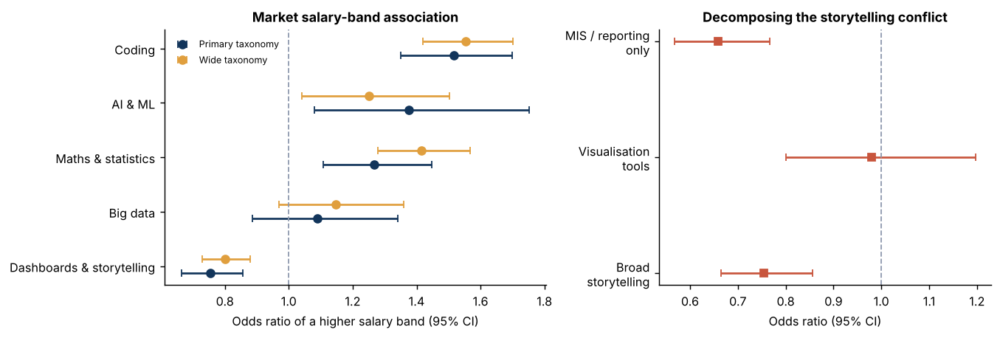 Market salary-band association
Primary taxonomy
Wide taxonomy
Coding
AI & ML
Maths & statistics
Big data
Dashboards & storytelling
0.8 1.0 1.2 1.4 1.6 1.8
Odds ratio of a higher salary band (95% CI)
Decomposing the storytelling conflict
MIS / reporting
only
Visualisation
tools
Broad
storytelling
0.6 0.7 0.8 0.9 1.0 1.1 1.2
Odds ratio (95% CI)